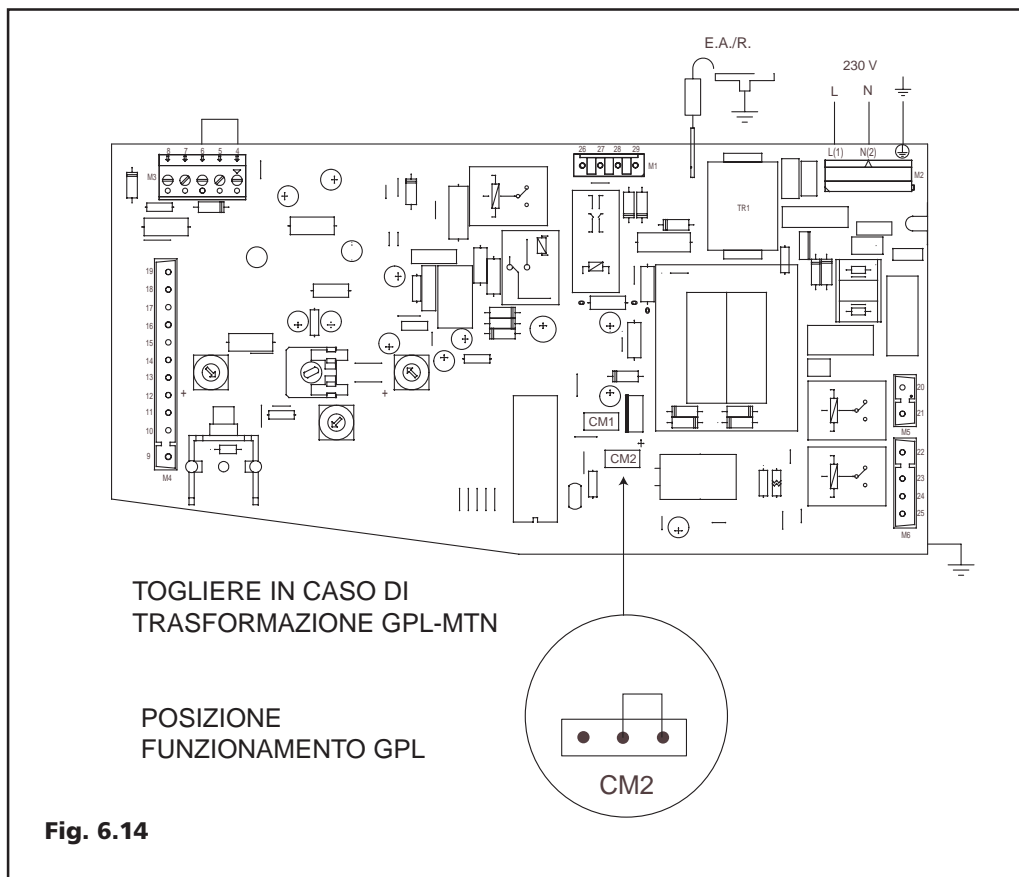 E.A./R.
230 V
L N
8 7 6 5 4
M3
26 27 28 29
M1
L(1) N(2)
M2
TR1
19
18
17
16
15
14
13
12
11
10
9
M4
+
+
+
20
21
M5
CM1
CM2
22
23
24
25
M6
TOGLIERE IN CASO DI
TRASFORMAZIONE GPL-MTN
POSIZIONE
FUNZIONAMENTO GPL
CM2
Fig. 6.14